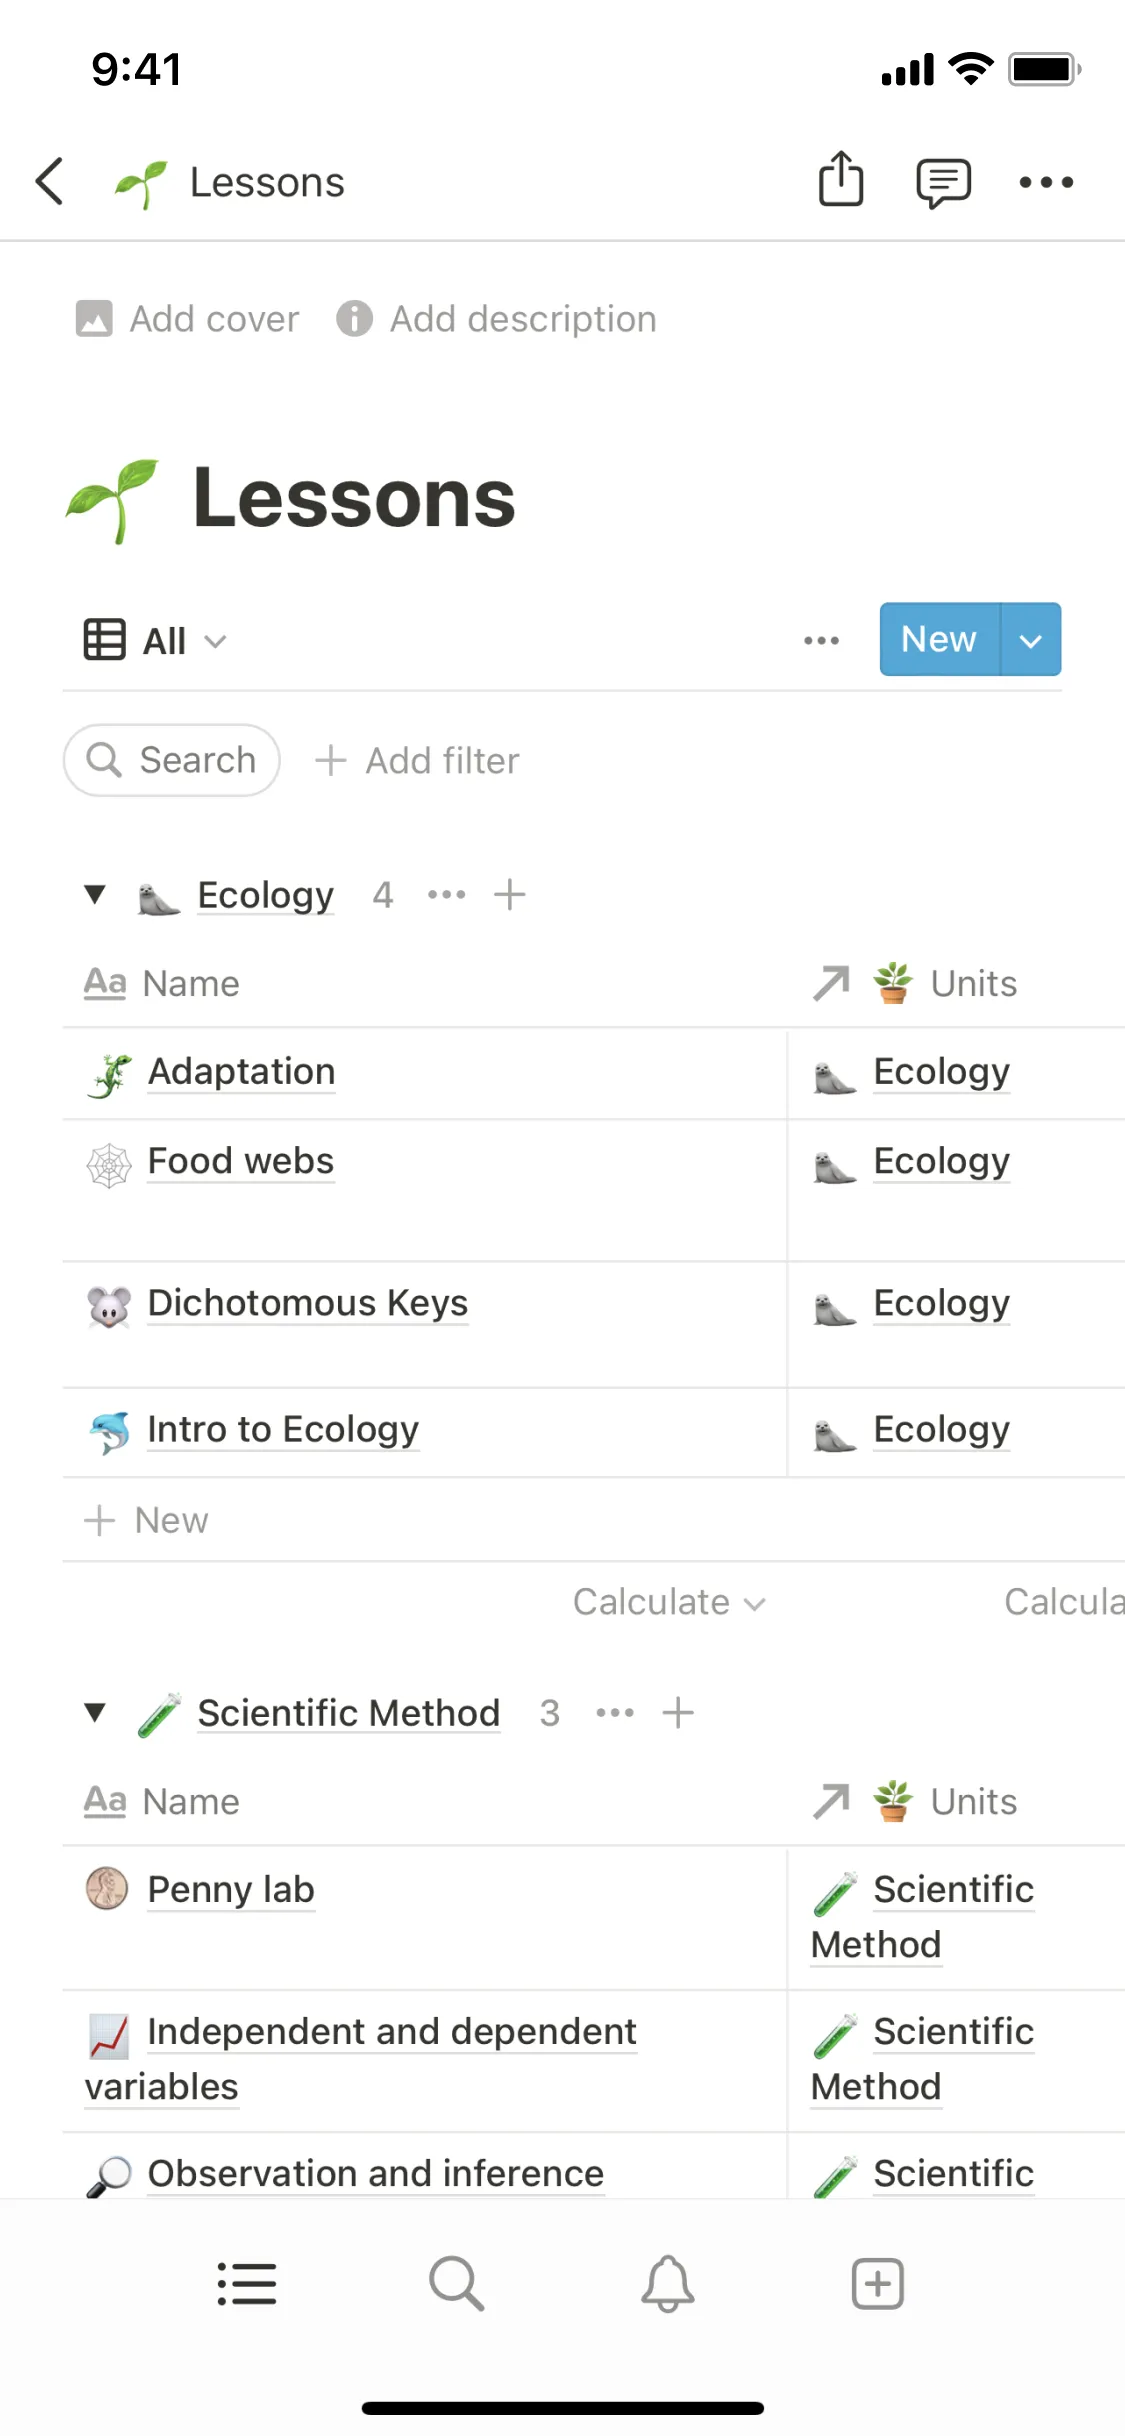 9:41
Lessons
Add cover Add description
Lessons
All New
Search Add filter
Ecology 4
Aa Name Units
Adaptation Ecology
Food webs Ecology
Dichotomous Keys Ecology
Intro to Ecology Ecology
New
Calculate Calcula
Scientific Method 3
Aa Name Units
Penny lab Scientific
Method
Independent and dependent Scientific
variables Method
Observation and inference Scientific